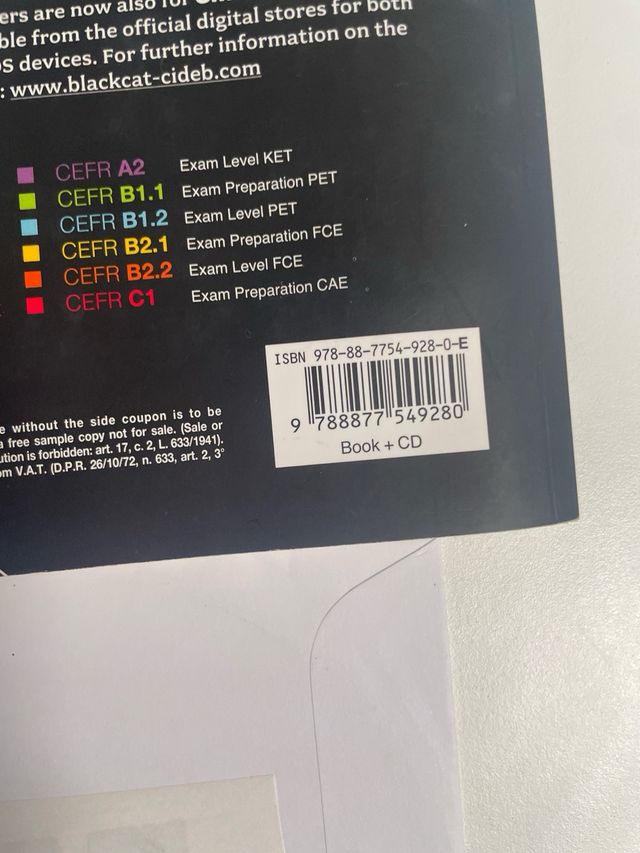 ers are now also for
ble from the official digital stores for both
S devices. For further information on the
: www.blackcat-cideb.com
CEFR A2 Exam Level KET
CEFR B1.1 Exam Preparation PET
CEFR B1.2 Exam Level PET
CEFR B2.1 Exam Preparation FCE
CEFR B2.2 Exam Level FCE
CEFR C1 Exam Preparation CAE
ISBN 978-88-7754-928-0-E
9 788877 549280
Book + CD
e without the side coupon is to be
a free sample copy not for sale. (Sale or
ution is forbidden: art. 17, c. 2, L. 633/1941).
om V.A.T. (D.P.R. 26/10/72, n. 633, art. 2, 3°